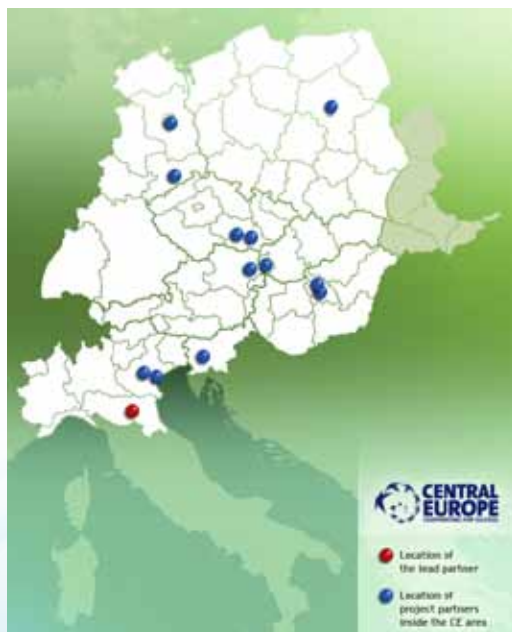 CENTRAL
EUROPE
COOPERATING FOR SUCCESS
Location of
the lead partner
Location of
project partners
inside the CE area